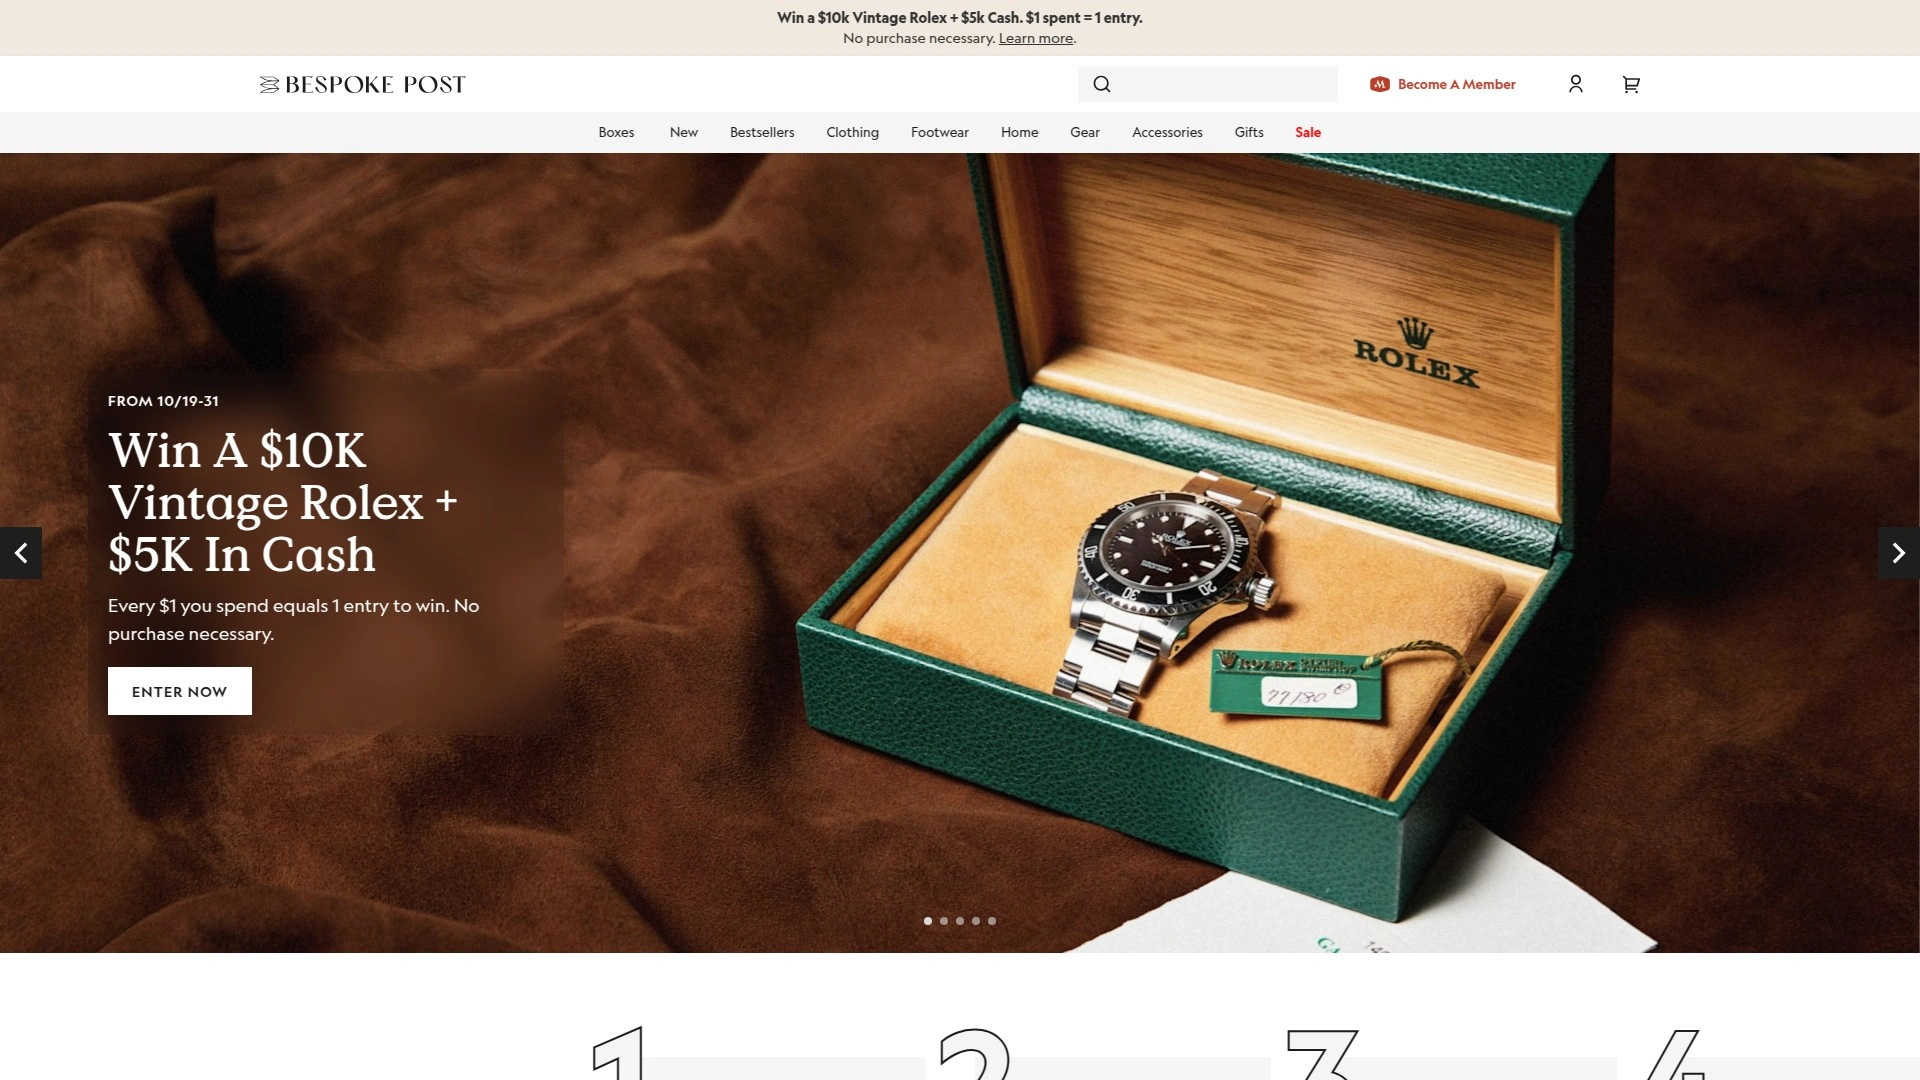 Win a $10k Vintage Rolex + $5k Cash. $1 spent = 1 entry.
No purchase necessary. Learn more.
BESPOKE POST
Become A Member
Boxes New Bestsellers Clothing Footwear Home Gear Accessories Gifts Sale
ROLEX
FROM 10/19-31
Win A $10K
Vintage Rolex +
$5K In Cash
Every $1 you spend equals 1 entry to win. No
purchase necessary.
ENTER NOW
ROLEX
77180
1 2 3 4